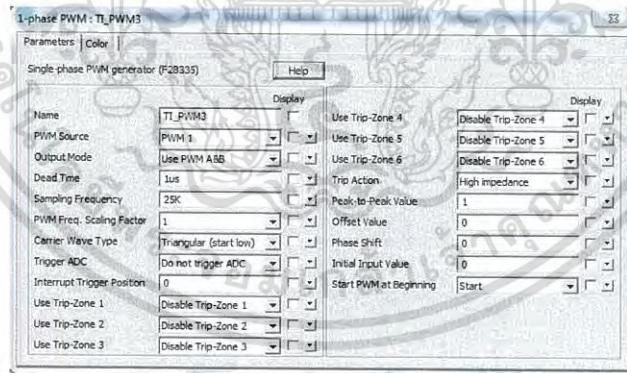 1-phase PWM : TI_PWM3
Parameters Color
Single-phase PWM generator (F28335) Help
Display
Name TI_PWM3
PWM Source PWM 1
Output Mode Use PWM A&B
Dead Time 1us
Sampling Frequency 25K
PWM Freq. Scaling Factor 1
Carrier Wave Type Triangular (start low)
Trigger ADC Do not trigger ADC
Interrupt Trigger Position 0
Use Trip-Zone 1 Disable Trip-Zone 1
Use Trip-Zone 2 Disable Trip-Zone 2
Use Trip-Zone 3 Disable Trip-Zone 3
Display
Use Trip-Zone 4 Disable Trip-Zone 4
Use Trip-Zone 5 Disable Trip-Zone 5
Use Trip-Zone 6 Disable Trip-Zone 6
Trip Action High impedance
Peak-to-Peak Value 1
Offset Value 0
Phase Shift 0
Initial Input Value 0
Start PWM at Beginning Start